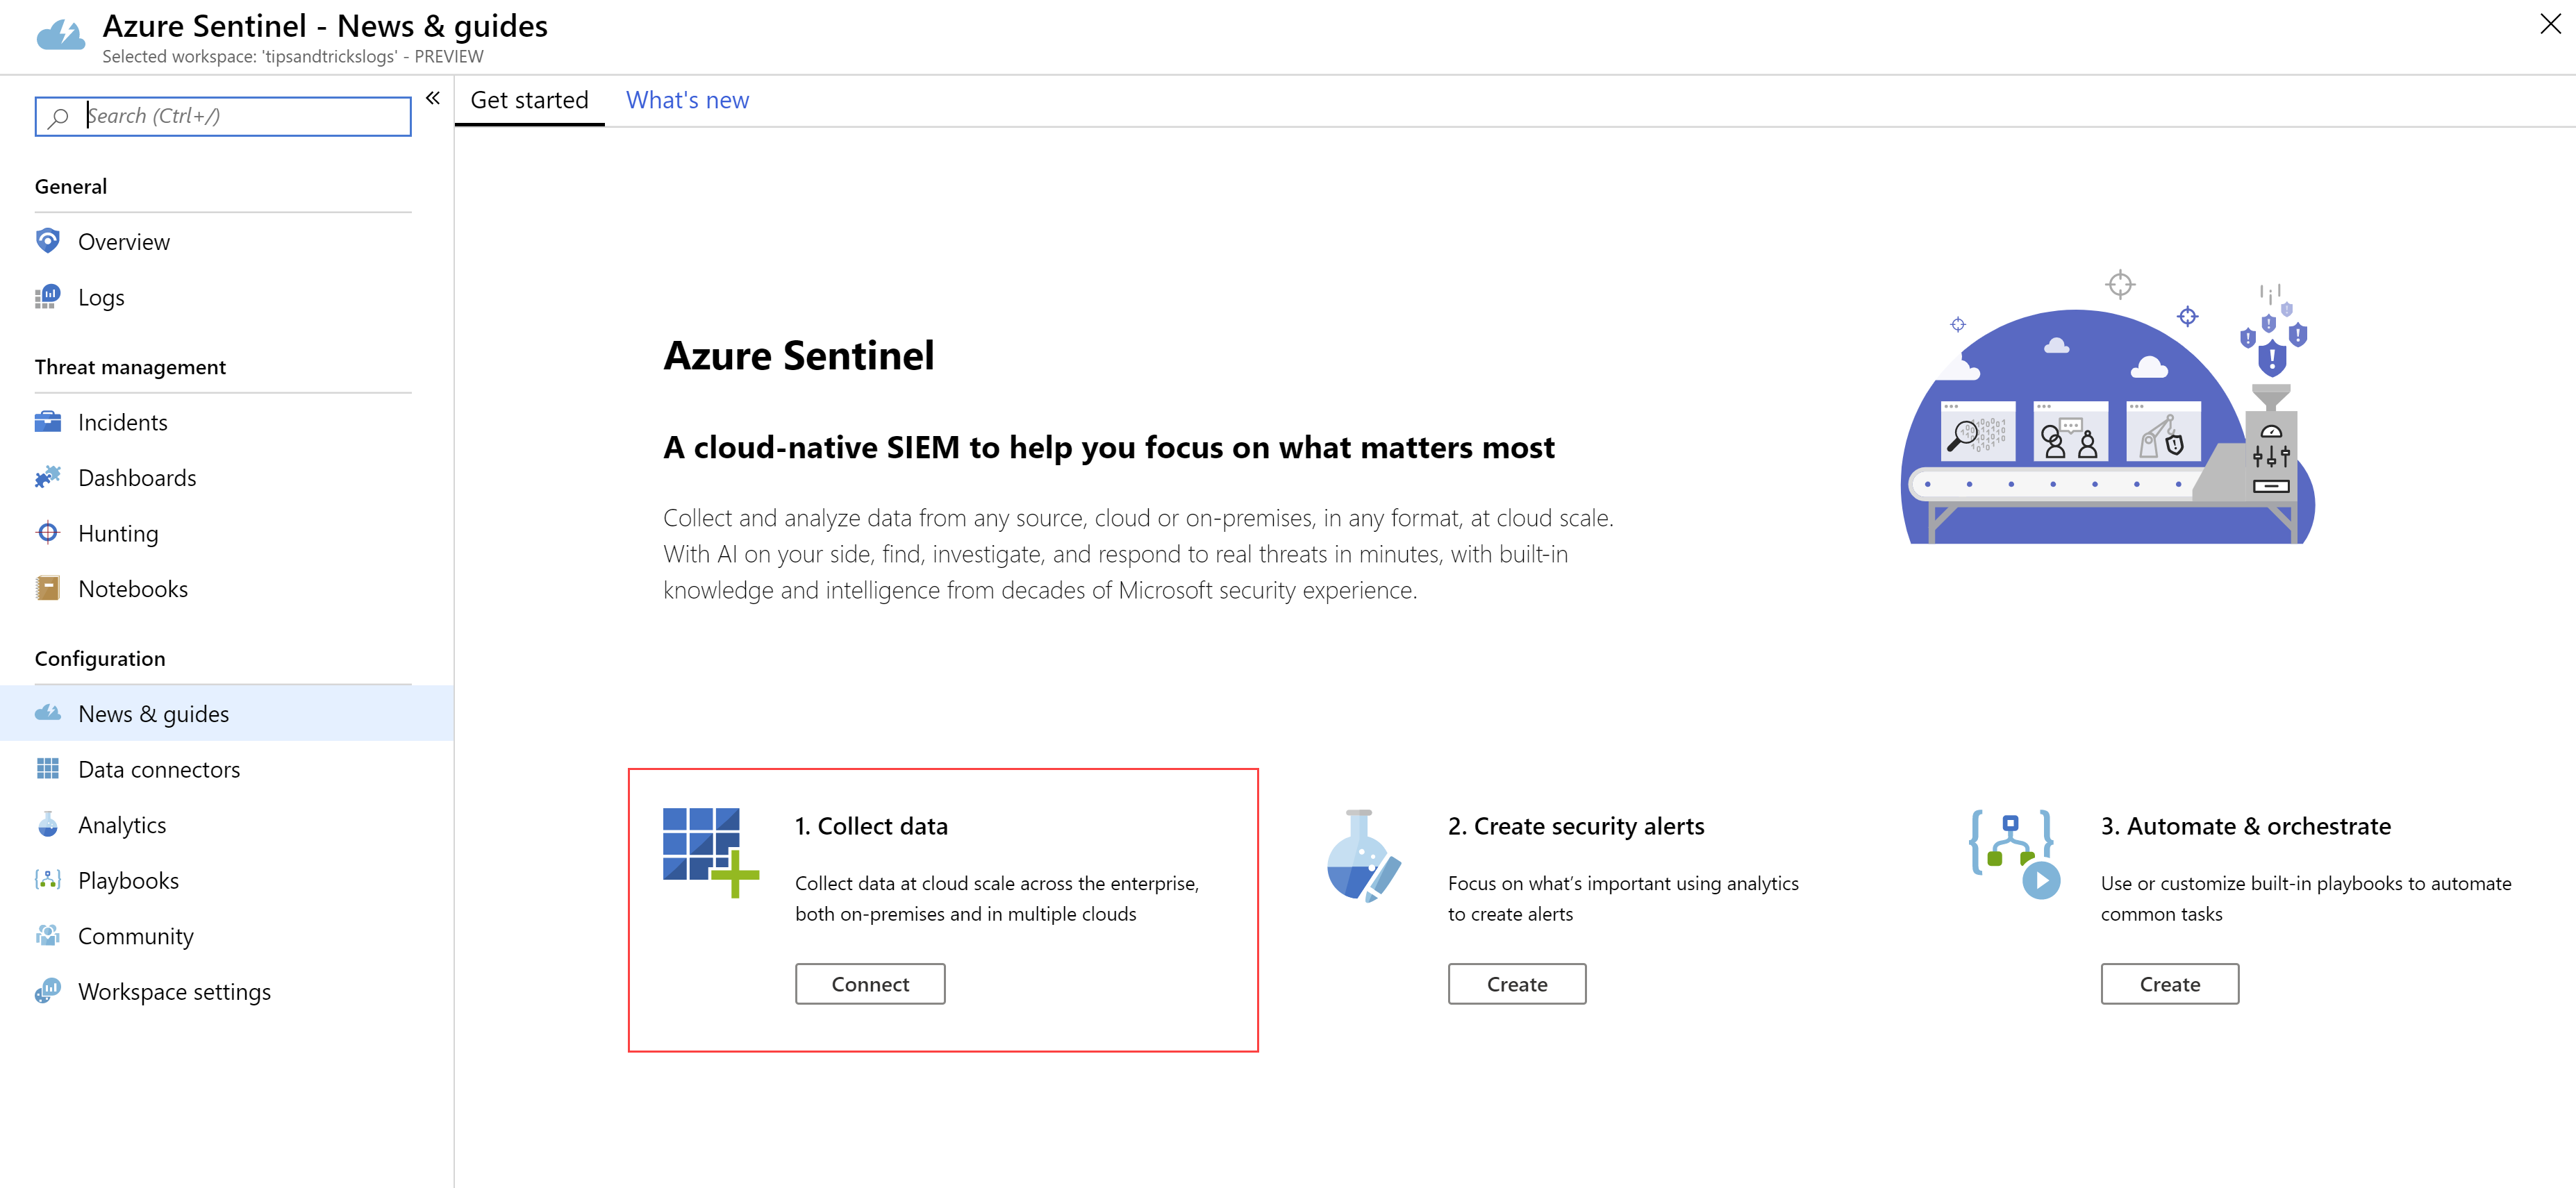 Azure Sentinel - News & guides
Selected workspace: 'tipsandtrickslogs' - PREVIEW
Search (Ctrl+/)
General
Overview
Logs
Threat management
Incidents
Dashboards
Hunting
Notebooks
Configuration
News & guides
Data connectors
Analytics
Playbooks
Community
Workspace settings
Get started
What's new
Azure Sentinel
A cloud-native SIEM to help you focus on what matters most
Collect and analyze data from any source, cloud or on-premises, in any format, at cloud scale.
With AI on your side, find, investigate, and respond to real threats in minutes, with built-in
knowledge and intelligence from decades of Microsoft security experience.
1. Collect data
Collect data at cloud scale across the enterprise,
both on-premises and in multiple clouds
Connect
2. Create security alerts
Focus on what’s important using analytics
to create alerts
Create
3. Automate & orchestrate
Use or customize built-in playbooks to automate
common tasks
Create